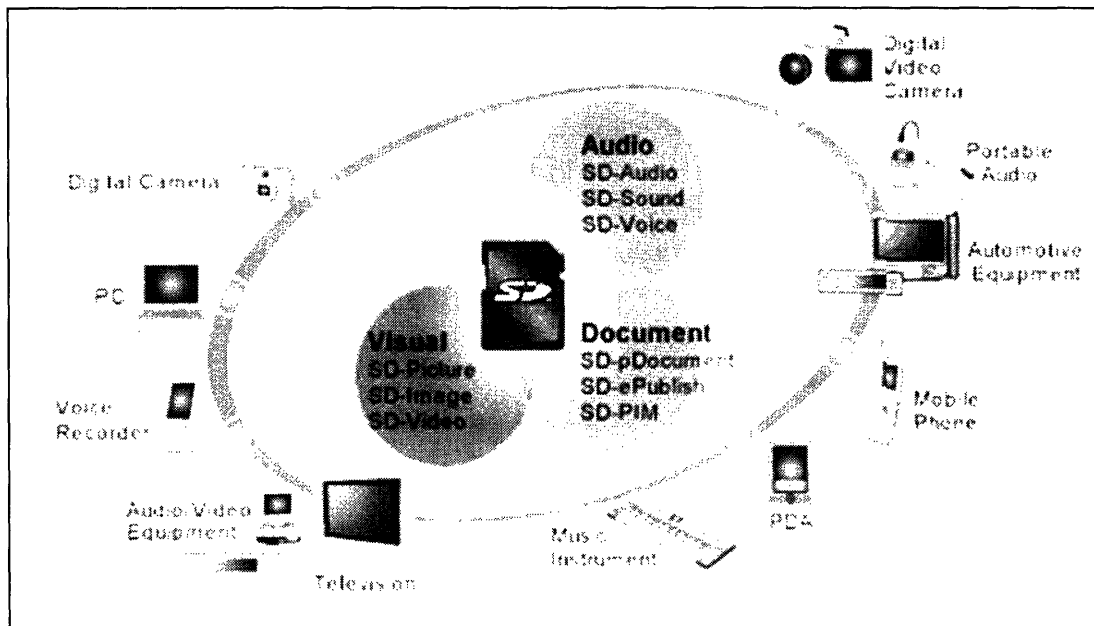 Digital
Video
Camera
Portable
Audio
Automotive
Equipment
Mobile
Phone
PDA
Music
Instrument
Television
Audio/Video
Equipment
Voice
Recorder
PC
Digital Camera
Audio
SD-Audio
SD-Sound
SD-Voice
SD
Visual
SD-Picture
SD-Image
SD-Video
Document
SD-pDocument
SD-ePublish
SD-PIM